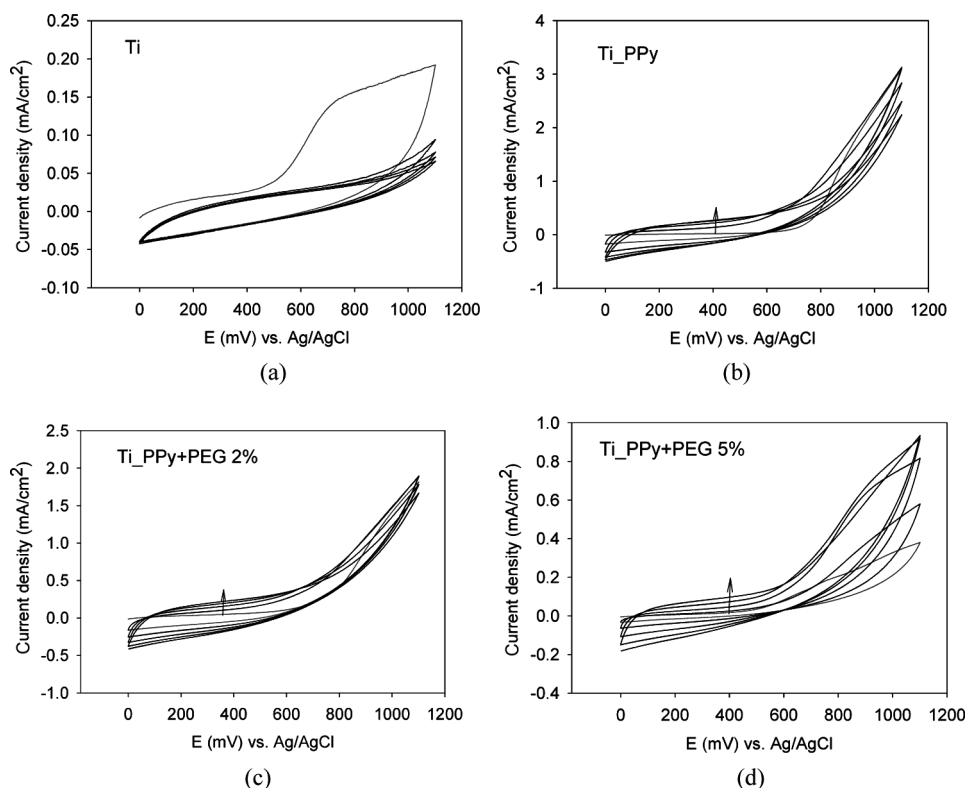 Ti
Current density (mA/cm²)
0.25
0.20
0.15
0.10
0.05
0.00
-0.05
-0.10
0 200 400 600 800 1000 1200
E (mV) vs. Ag/AgCl
(a)
Ti_PPy
Current density (mA/cm²)
4
3
2
1
0
-1
0 200 400 600 800 1000 1200
E (mV) vs. Ag/AgCl
(b)
Ti_PPy+PEG 2%
Current density (mA/cm²)
2.5
2.0
1.5
1.0
0.5
0.0
-0.5
-1.0
0 200 400 600 800 1000 1200
E (mV) vs. Ag/AgCl
(c)
Ti_PPy+PEG 5%
Current density (mA/cm²)
1.0
0.8
0.6
0.4
0.2
0.0
-0.2
-0.4
0 200 400 600 800 1000 1200
E (mV) vs. Ag/AgCl
(d)